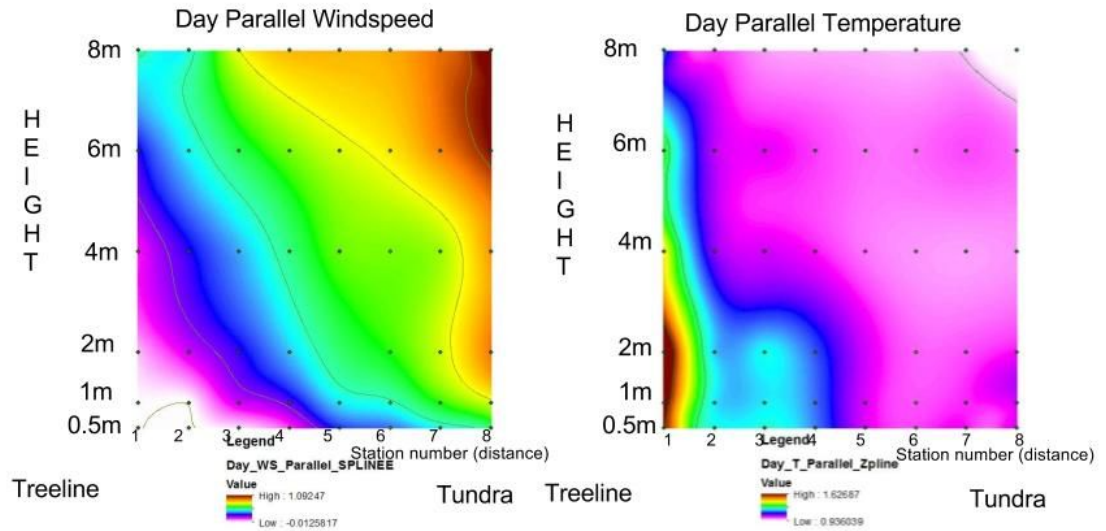 Day Parallel Windspeed
8m
6m
4m
2m
1m
0.5m
H
E
I
G
H
T
1 2 3 4 5 6 7 8
Station number (distance)
Legend
Day_WS_Parallel_SPLINEE
Value
High : 1.09247
Low : -0.0125817
Treeline
Tundra
Day Parallel Temperature
8m
6m
4m
2m
1m
0.5m
H
E
I
G
H
T
1 2 3 4 5 6 7 8
Station number (distance)
Legend
Day_T_Parallel_Zpline
Value
High : 1.62687
Low : 0.936039
Treeline
Tundra